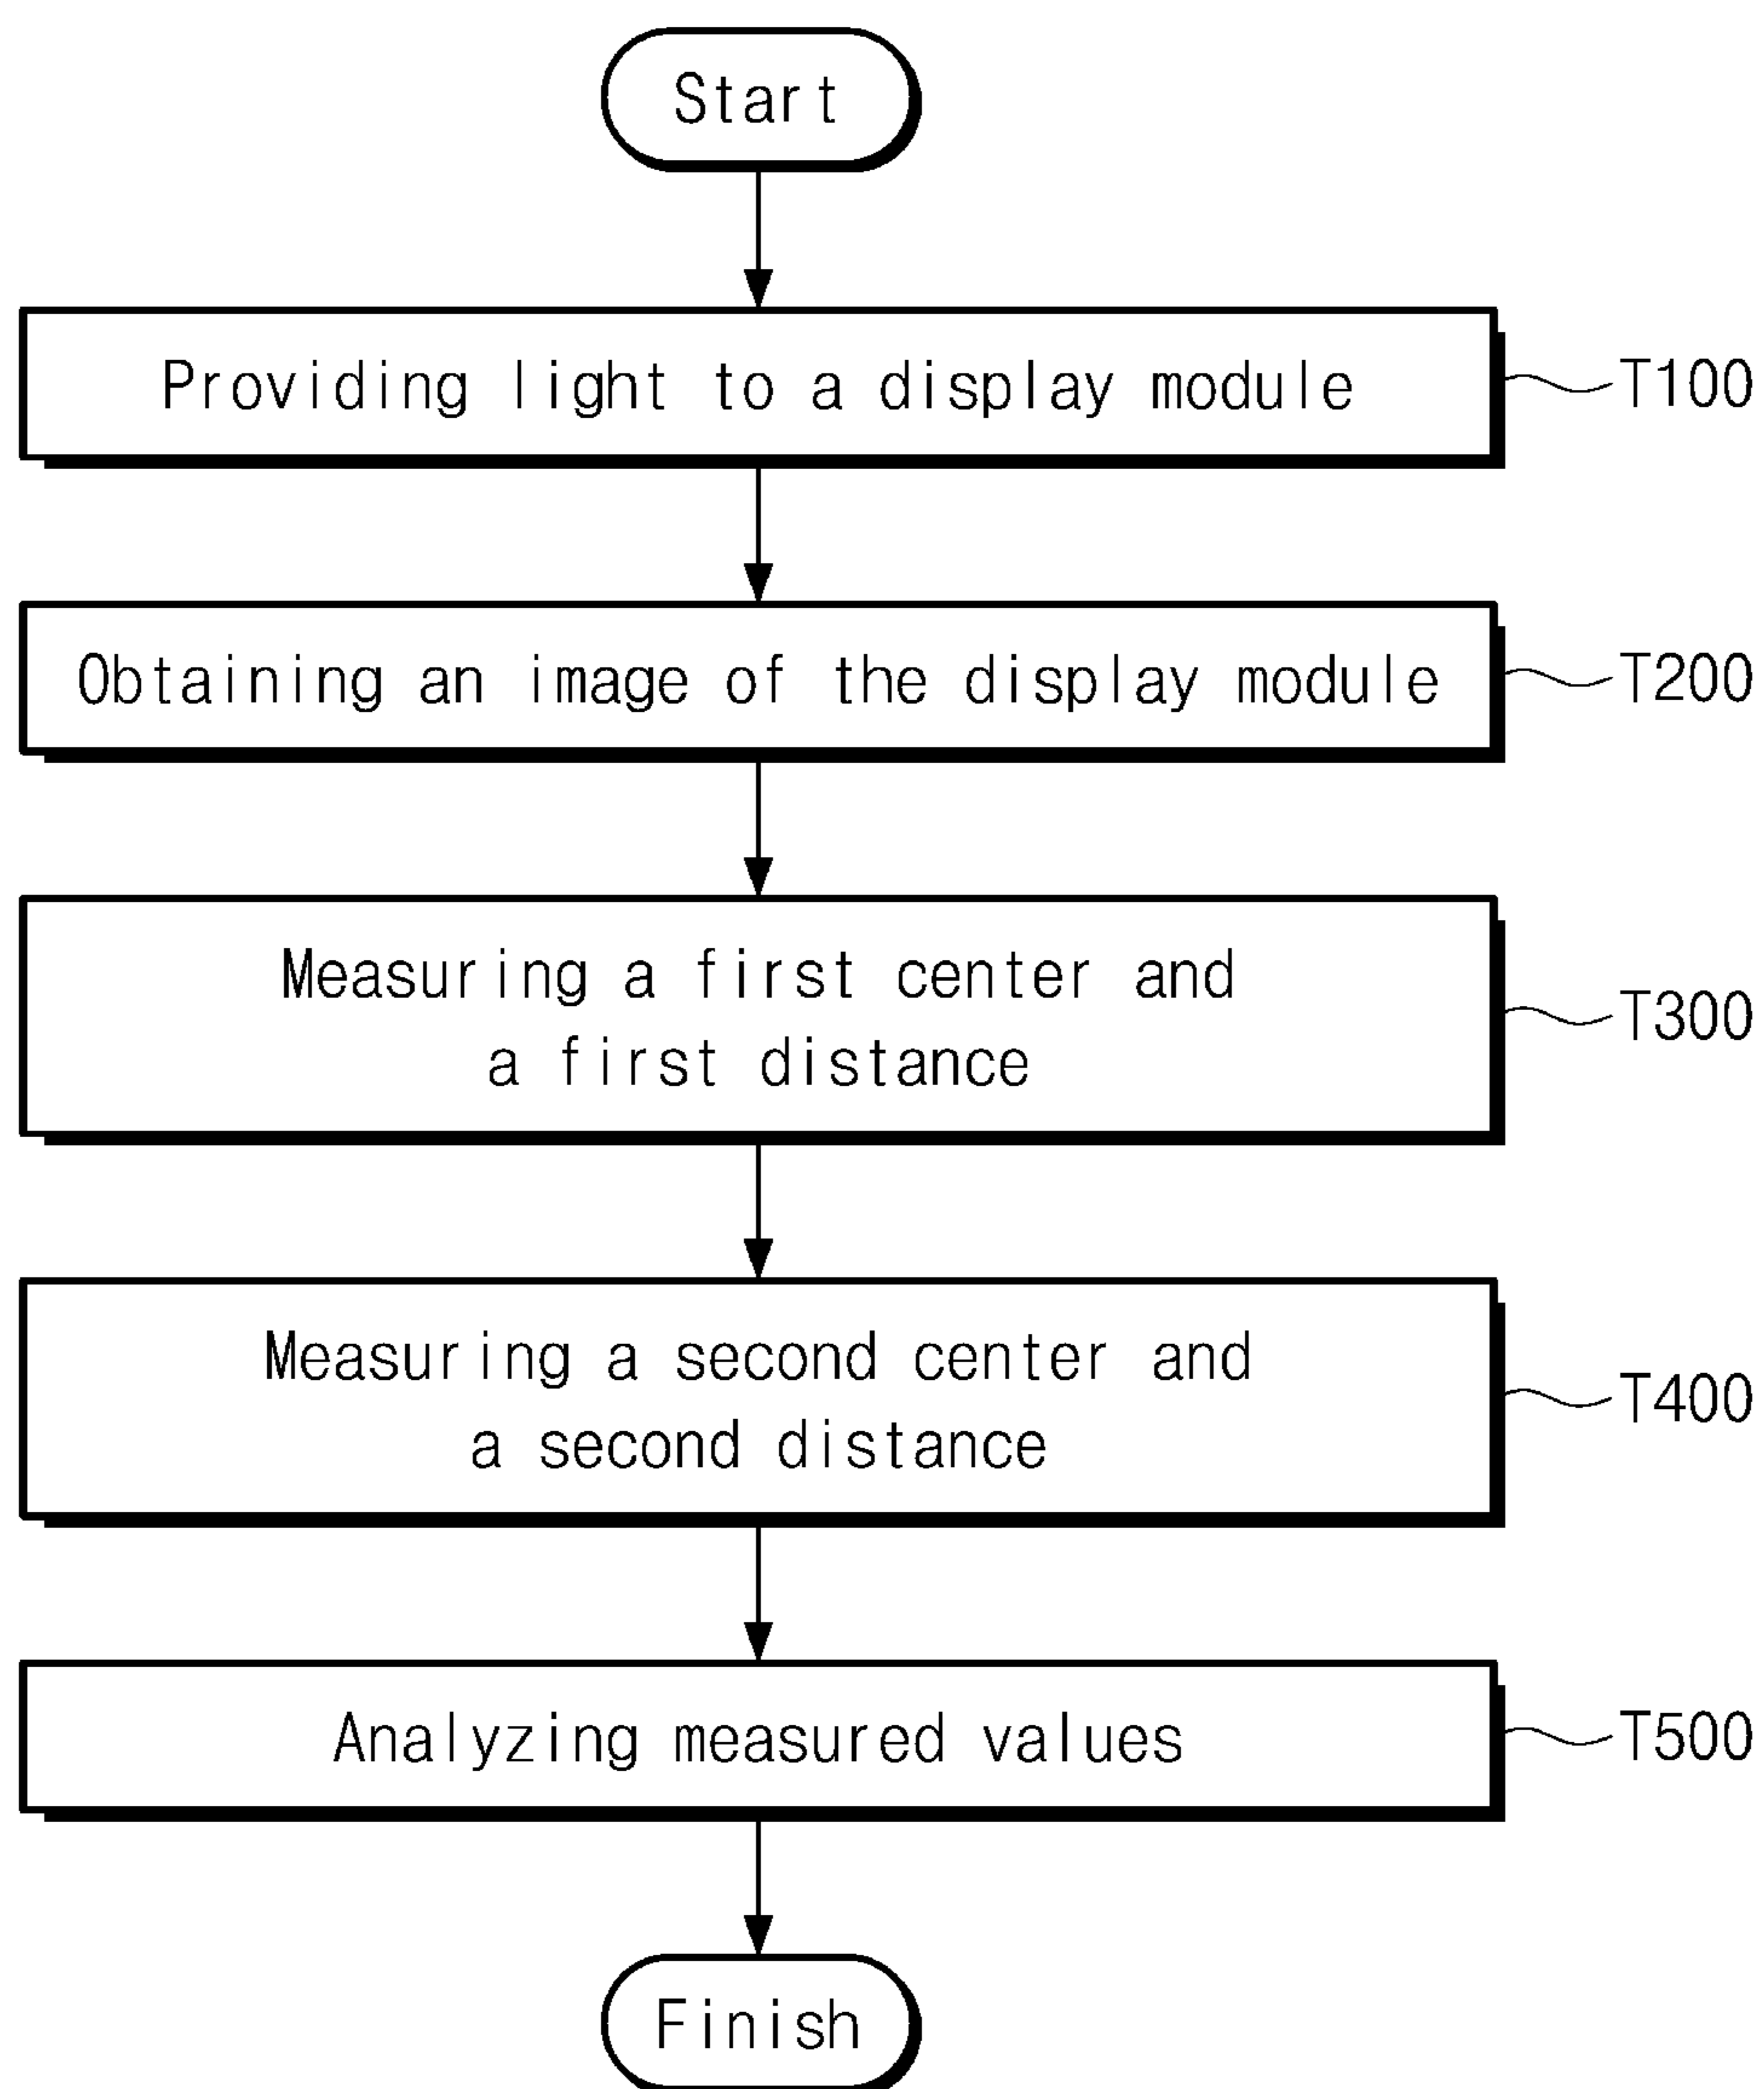 Start
Providing light to a display module
T100
Obtaining an image of the display module
T200
Measuring a first center and
a first distance
T300
Measuring a second center and
a second distance
T400
Analyzing measured values
T500
Finish